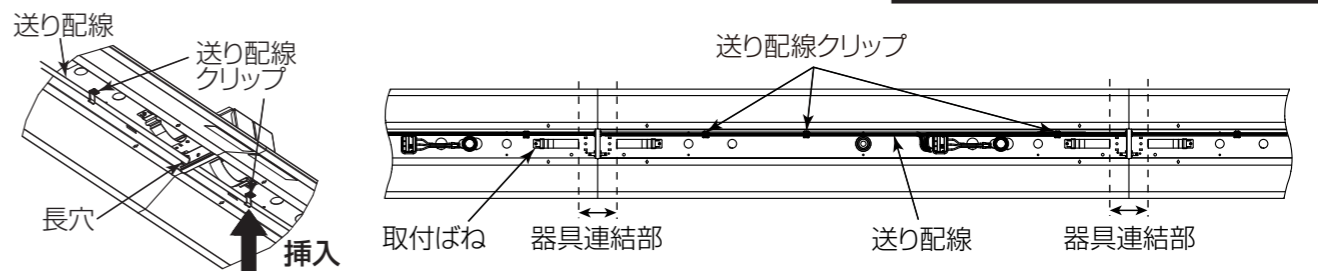 送り配線
送り配線
クリップ
長穴
挿入
送り配線クリップ
取付ばね
器具連結部
送り配線
器具連結部